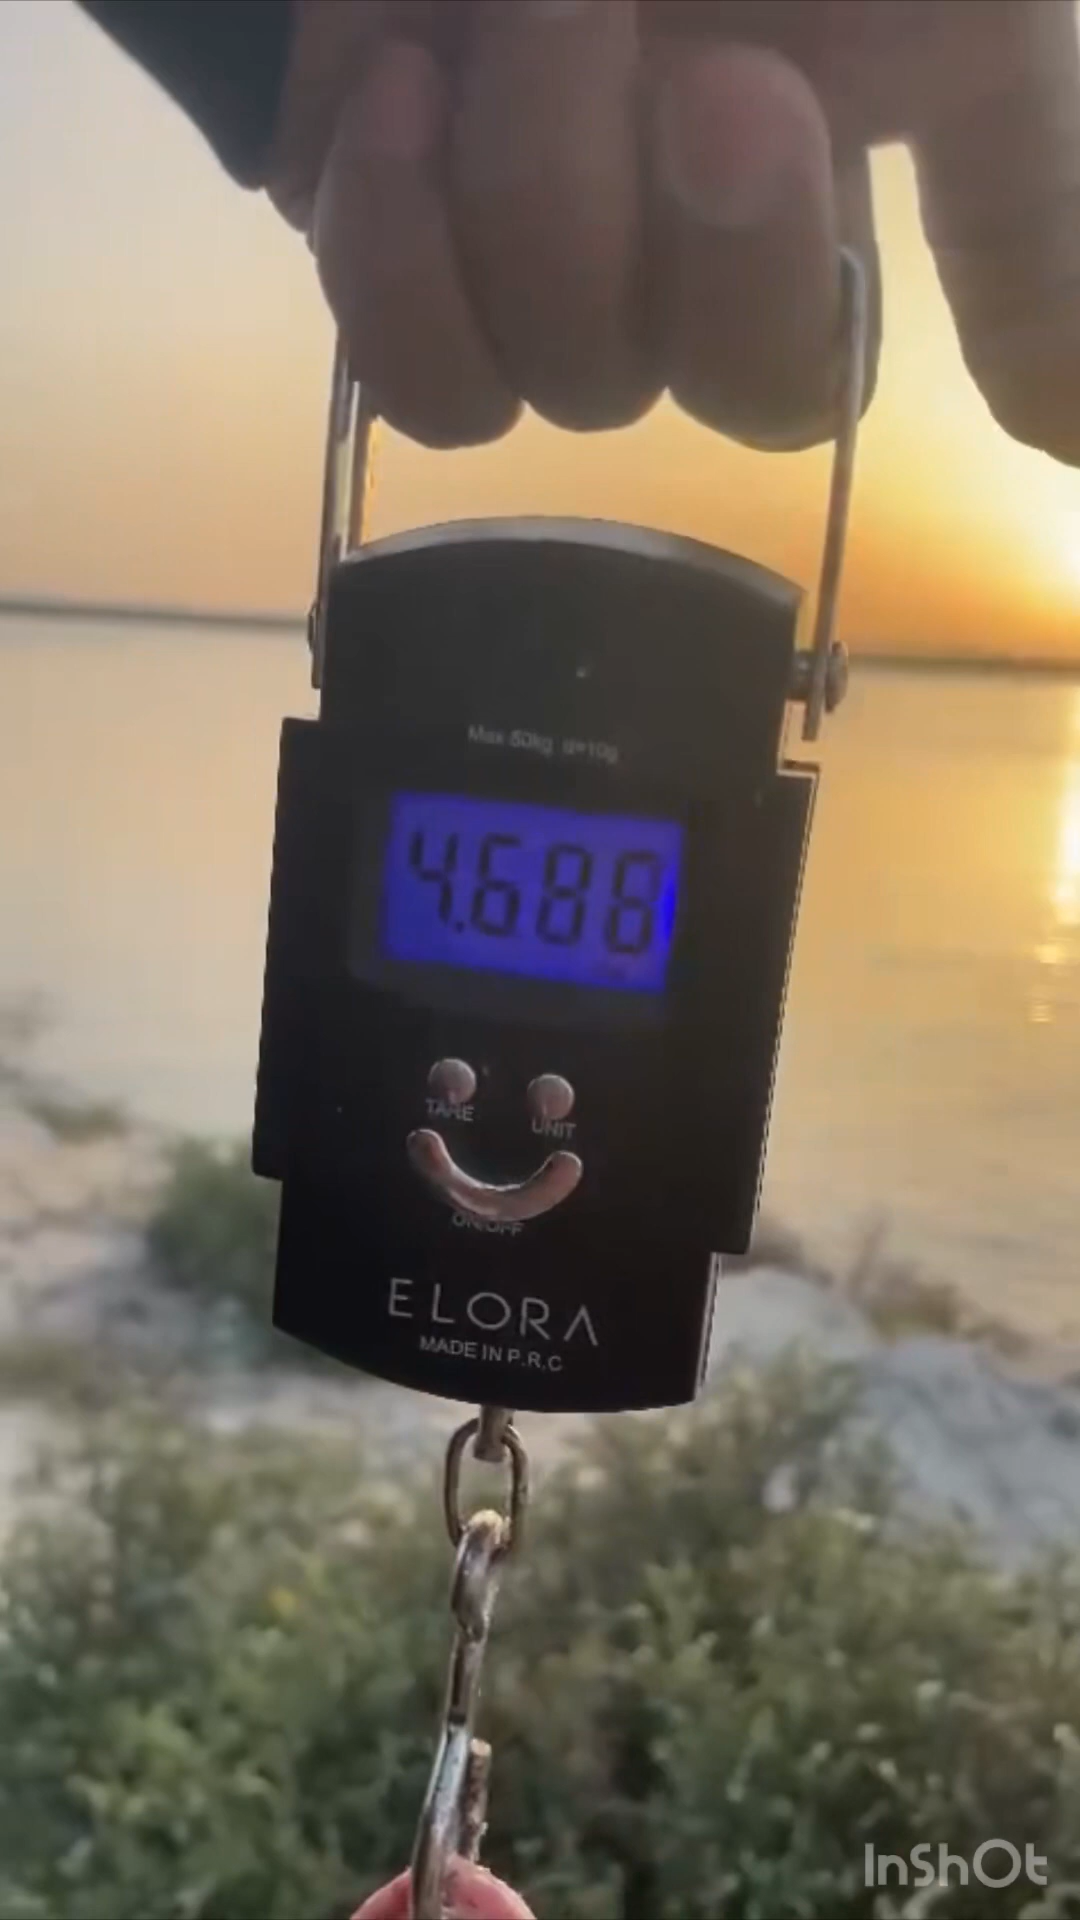 Max 50kg d=10g
4.688
TARE
UNIT
ON/OFF
ELORA
MADE IN P.R.C
InShOt